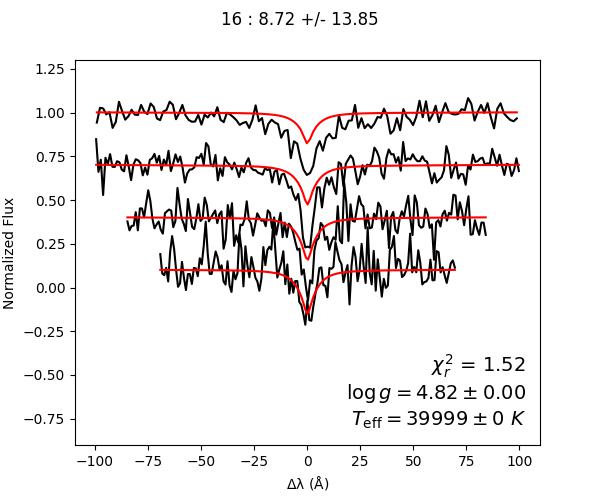 16 : 8.72 +/- 13.85
1.25
1.00
0.75
0.50
0.25
0.00
−0.25
−0.50
−0.75
Normalized Flux
χ²ᵣ = 1.52
log g = 4.82 ± 0.00
T_eff = 39999 ± 0 K
−100 −75 −50 −25 0 25 50 75 100
Δλ (Å)